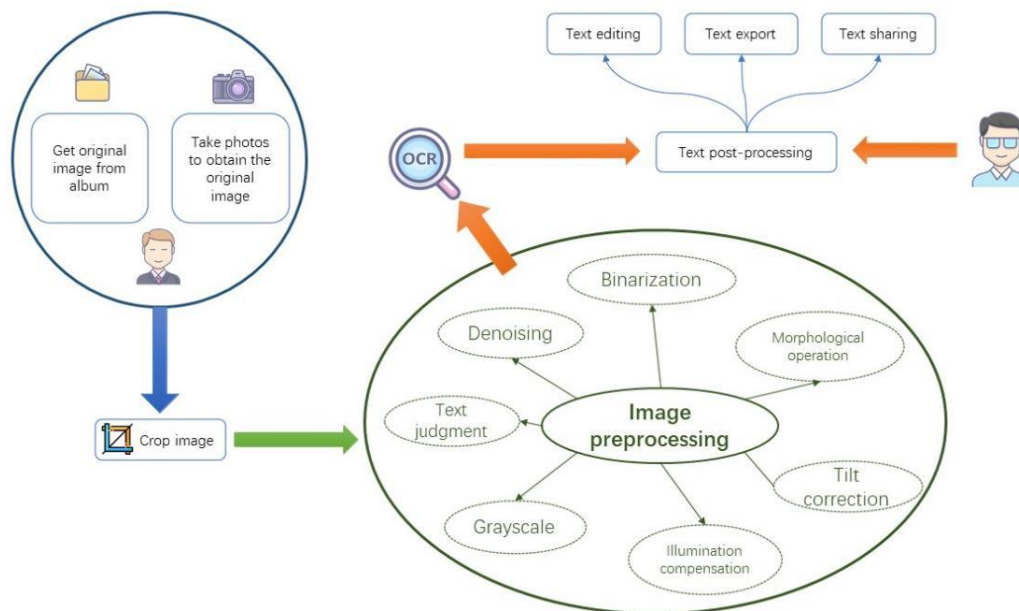 Text editing
Text export
Text sharing
Get original
image from
album
Take photos
to obtain the
original
image
OCR
Text post-processing
Binarization
Denoising
Morphological
operation
Text
judgment
Image
preprocessing
Crop image
Tilt
correction
Grayscale
Illumination
compensation